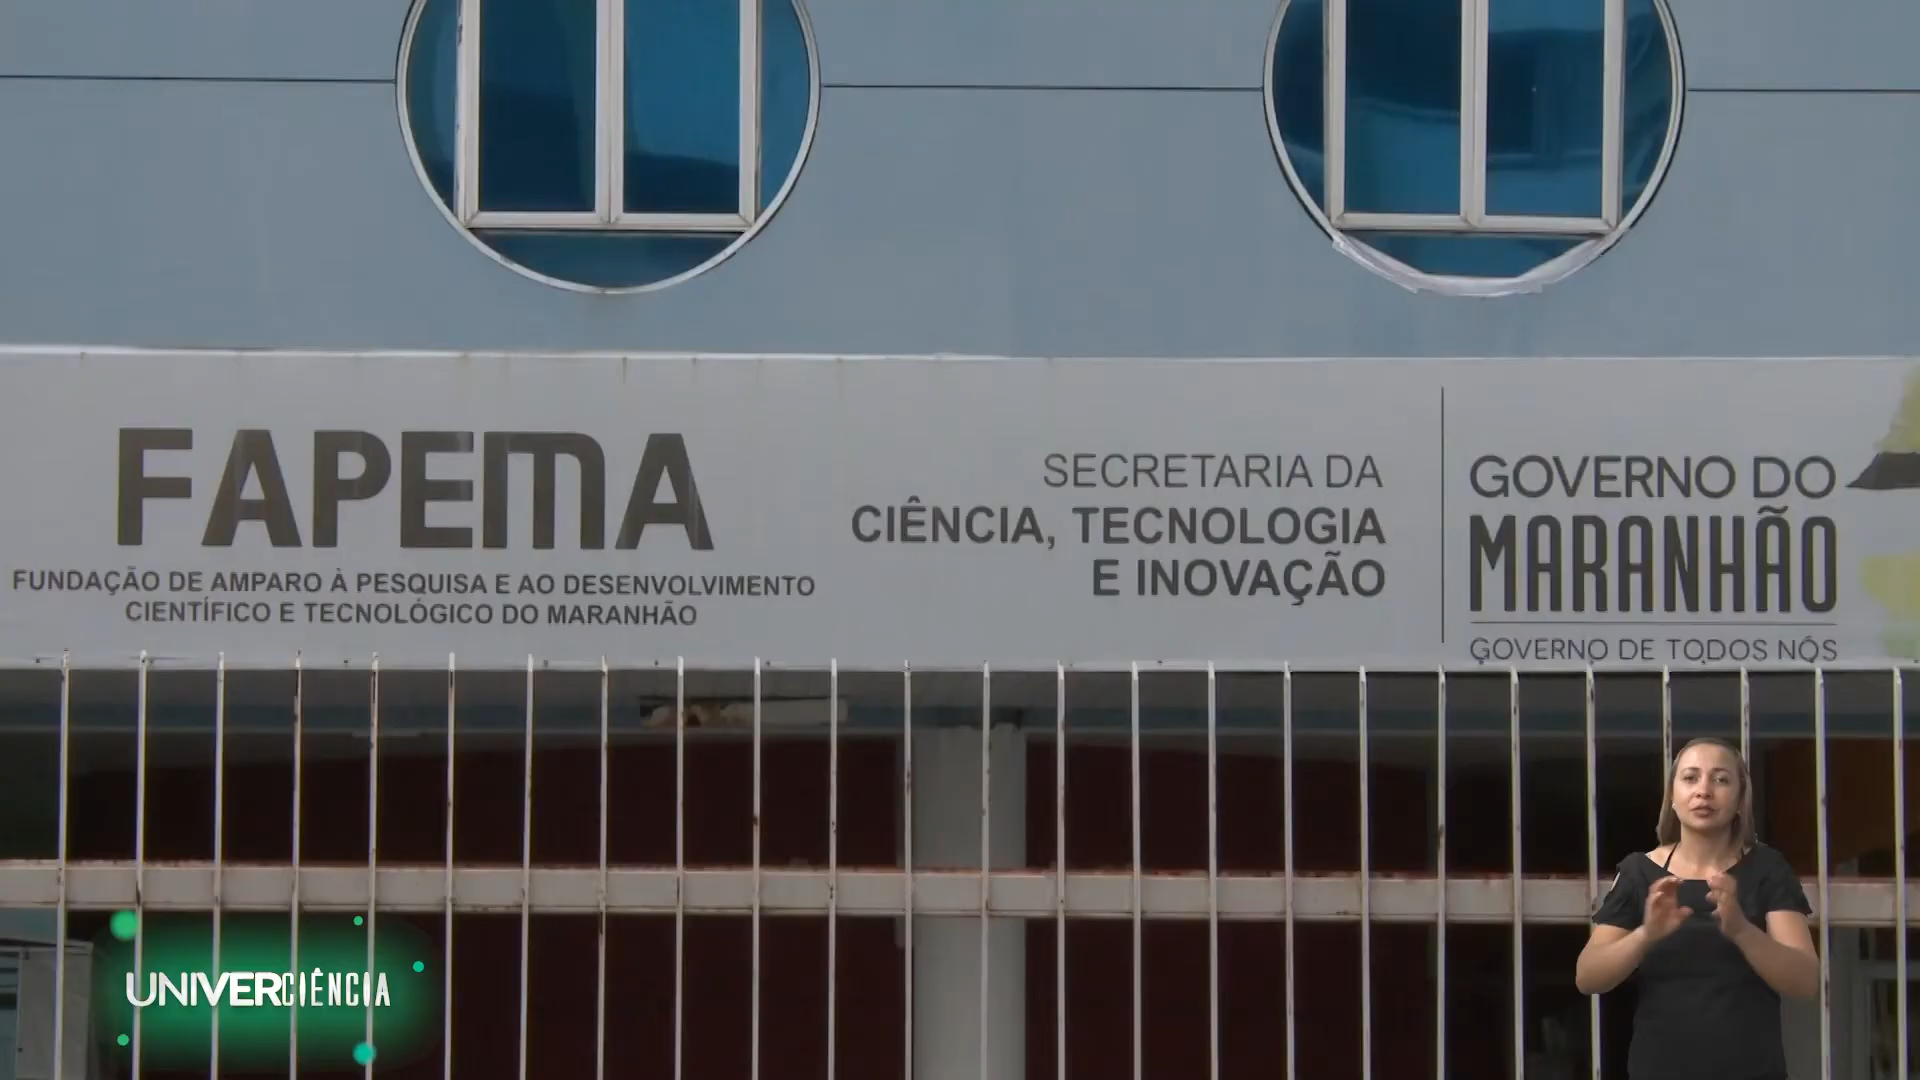 FAPEMA
FUNDAÇÃO DE AMPARO À PESQUISA E AO DESENVOLVIMENTO
CIENTÍFICO E TECNOLÓGICO DO MARANHÃO
SECRETARIA DA
CIÊNCIA, TECNOLOGIA
E INOVAÇÃO
GOVERNO DO
MARANHÃO
GOVERNO DE TODOS NÓS
UNIVERCIÊNCIA